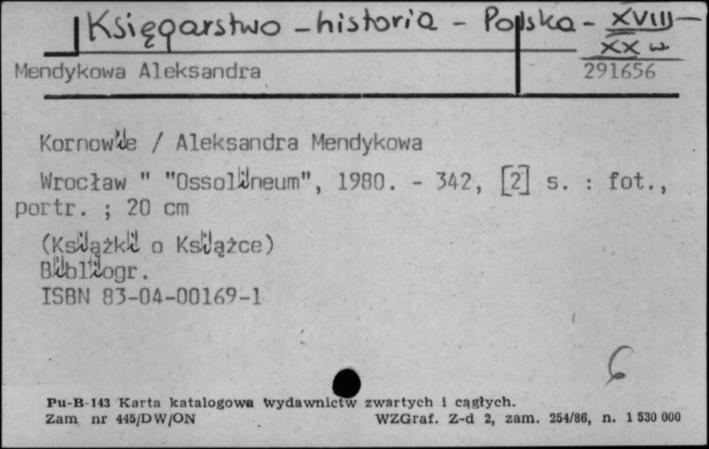 Księgarstwo - historia - Polska - XVIII -
XX w
Mendykowa Aleksandra 291656
Kornowie / Aleksandra Mendykowa
Wrocław " "Ossolineum", 1980. - 342, [2] s. : fot.,
portr. ; 20 cm
(Książki o Książce)
Bibliogr.
ISBN 83-04-00169-1
6
Pu-B-143 Karta katalogowa wydawnictw zwartych i cągłych.
Zam nr 445/DW/ON WZGraf. Z-d 2, zam. 254/86, n. 1 530 000